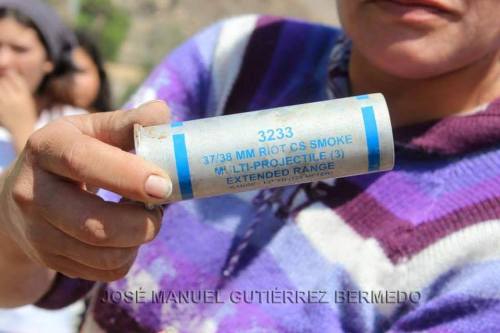 3233
37/38 MM RIOT CS SMOKE
MULTI-PROJECTILE (3)
EXTENDED RANGE
JOSÉ MANUEL GUTIÉRREZ BERMEDO